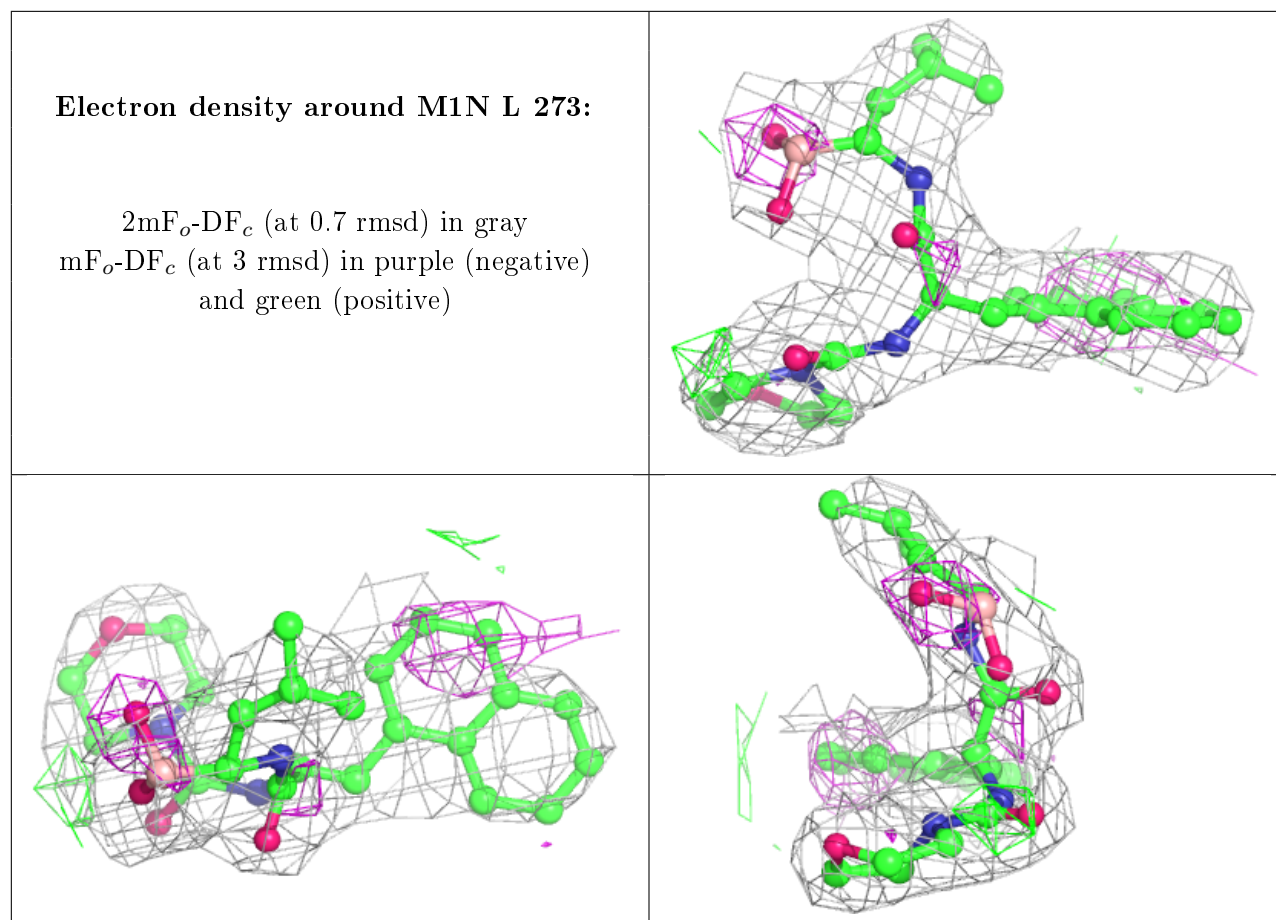 Electron density around M1N L 273:
2mFo-DFc (at 0.7 rmsd) in gray
mFo-DFc (at 3 rmsd) in purple (negative)
and green (positive)